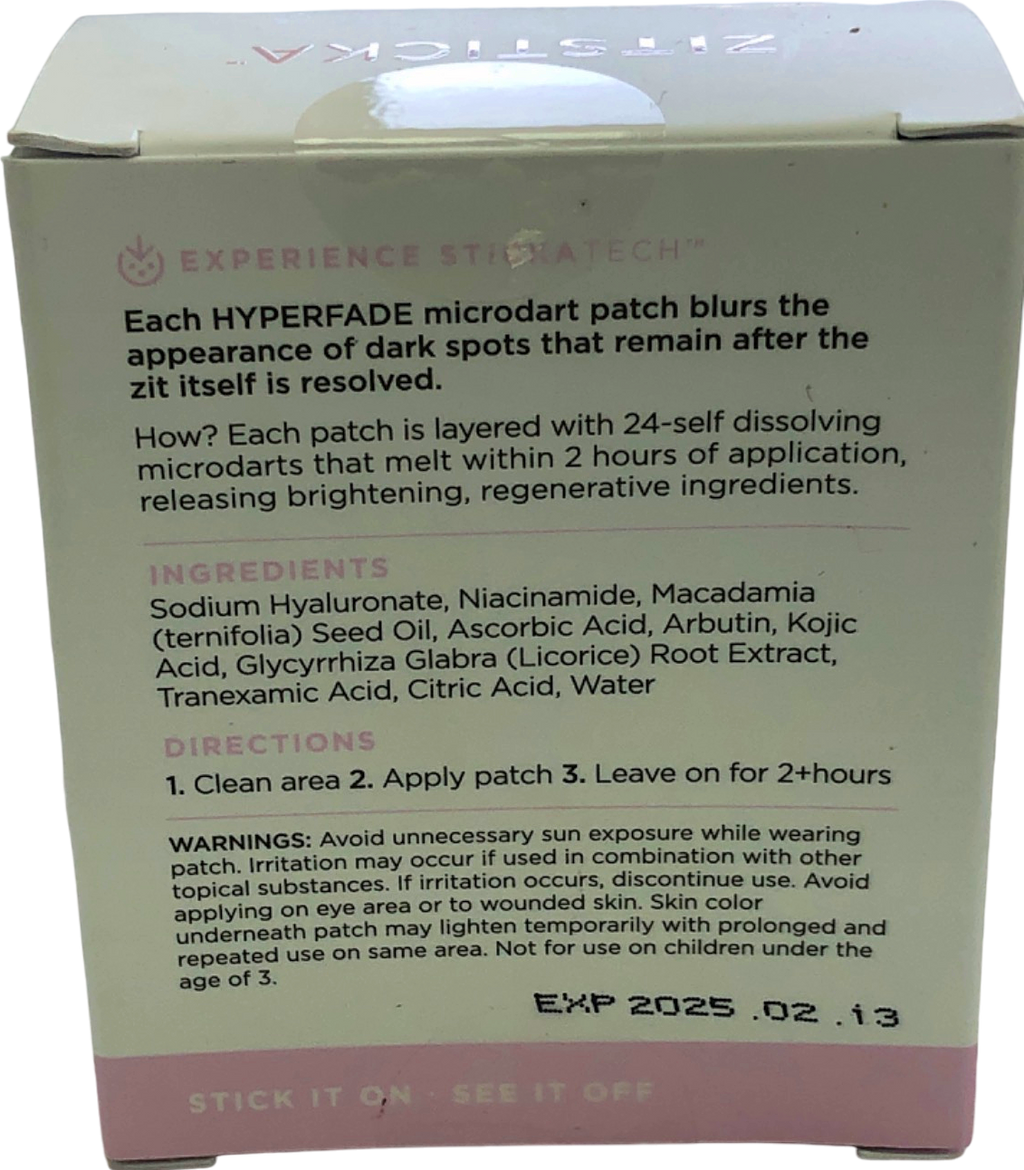 ZITSTICKA™
EXPERIENCE STICKATECH™
Each HYPERFADE microdart patch blurs the
appearance of dark spots that remain after the
zit itself is resolved.
How? Each patch is layered with 24-self dissolving
microdarts that melt within 2 hours of application,
releasing brightening, regenerative ingredients.
INGREDIENTS
Sodium Hyaluronate, Niacinamide, Macadamia
(ternifolia) Seed Oil, Ascorbic Acid, Arbutin, Kojic
Acid, Glycyrrhiza Glabra (Licorice) Root Extract,
Tranexamic Acid, Citric Acid, Water
DIRECTIONS
1. Clean area 2. Apply patch 3. Leave on for 2+hours
WARNINGS: Avoid unnecessary sun exposure while wearing
patch. Irritation may occur if used in combination with other
topical substances. If irritation occurs, discontinue use. Avoid
applying on eye area or to wounded skin. Skin color
underneath patch may lighten temporarily with prolonged and
repeated use on same area. Not for use on children under the
age of 3.
EXP 2025 .02 .13
STICK IT ON · SEE IT OFF